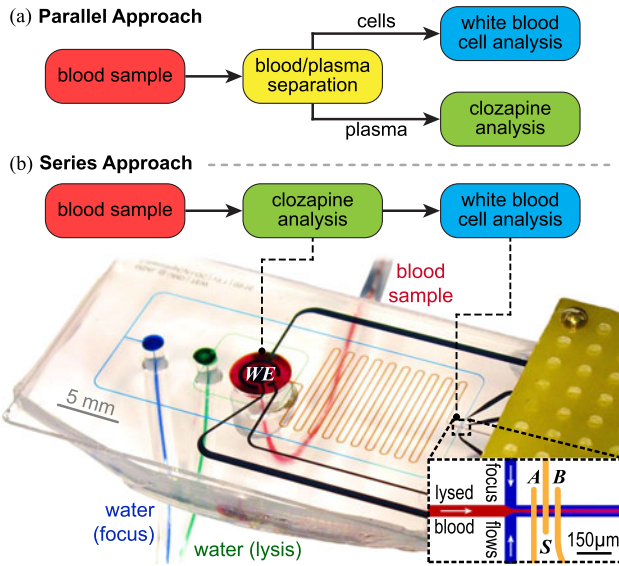 (a) Parallel Approach
cells
white blood
cell analysis
blood sample
blood/plasma
separation
plasma
clozapine
analysis
(b) Series Approach
blood sample
clozapine
analysis
white blood
cell analysis
blood
sample
WE
5 mm
water
(focus)
water (lysis)
lysed
blood
focus
flows
A
B
S
150µm